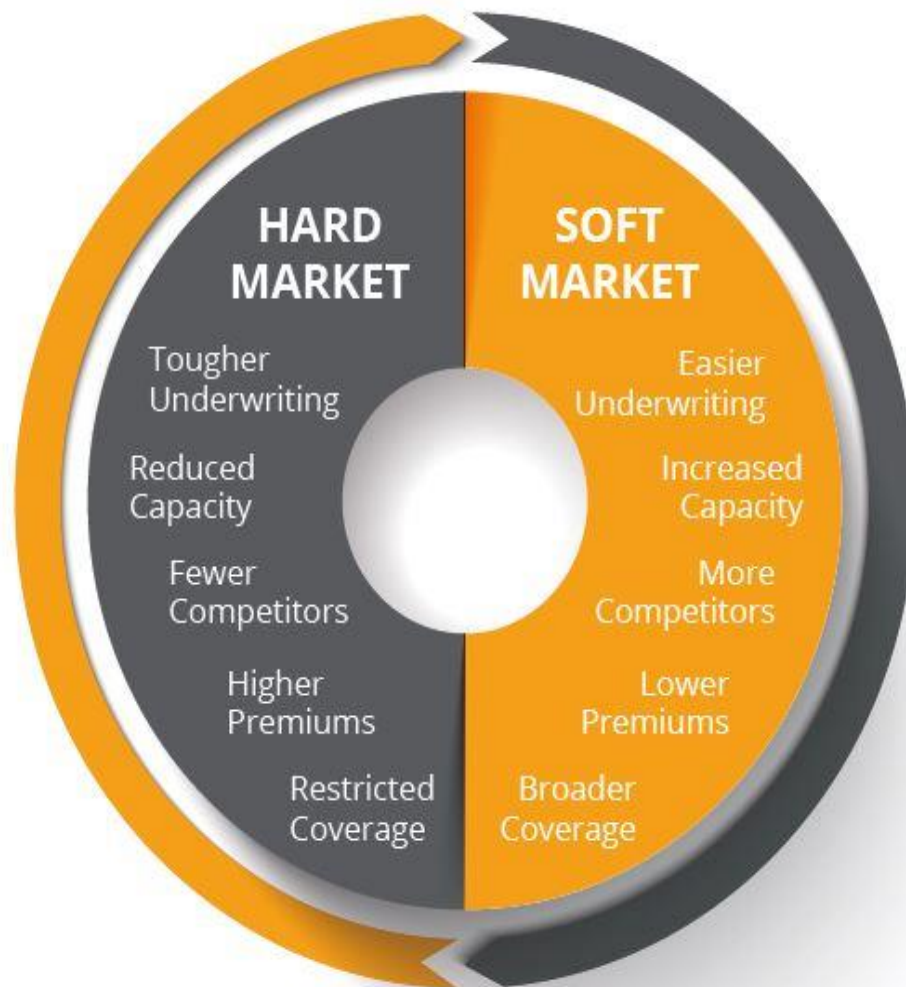 HARD
MARKET
Tougher
Underwriting
Reduced
Capacity
Fewer
Competitors
Higher
Premiums
Restricted
Coverage
SOFT
MARKET
Easier
Underwriting
Increased
Capacity
More
Competitors
Lower
Premiums
Broader
Coverage